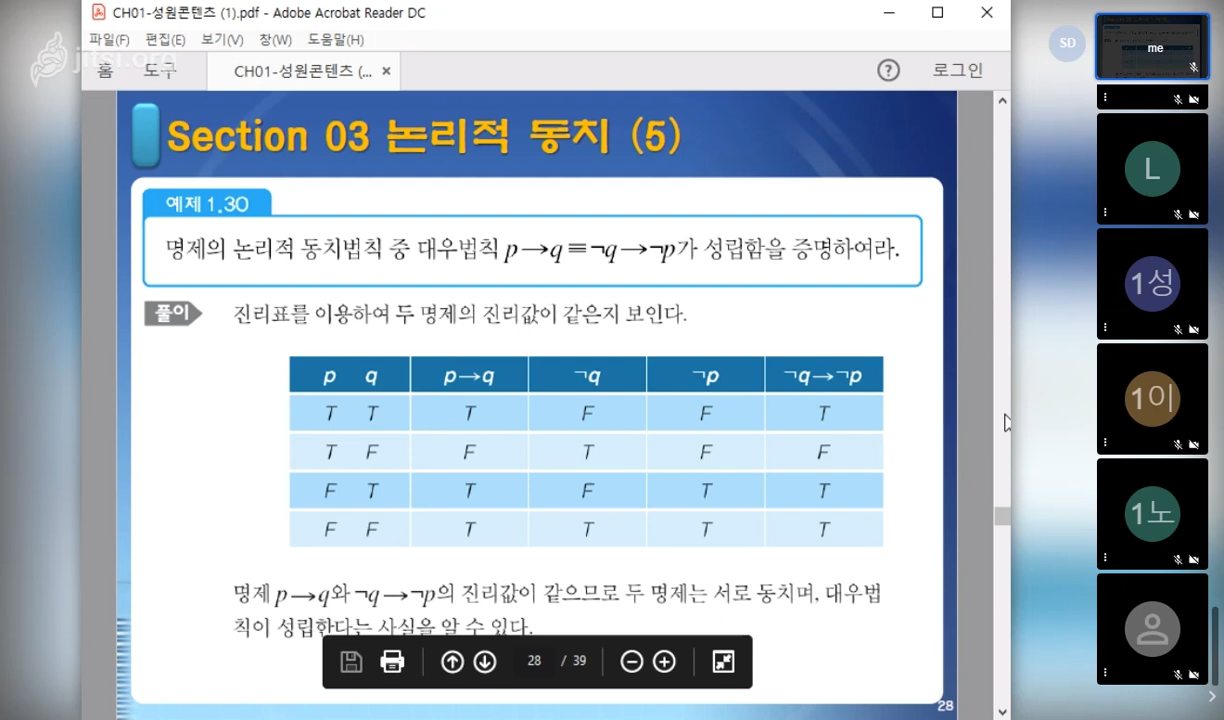 CH01-성원콘텐츠 (1).pdf - Adobe Acrobat Reader DC
파일(F) 편집(E) 보기(V) 창(W) 도움말(H)
jitsi.org
홈 도구 CH01-성원콘텐츠 (... × ? 로그인
Section 03 논리적 동치 (5)
예제 1.30
명제의 논리적 동치법칙 중 대우법칙 p→q≡¬q→¬p가 성립함을 증명하여라.
풀이 진리표를 이용하여 두 명제의 진리값이 같은지 보인다.
p q p→q ¬q ¬p ¬q→¬p
T T T F F T
T F F T F F
F T T F T T
F F T T T T
명제 p→q와 ¬q→¬p의 진리값이 같으므로 두 명제는 서로 동치며, 대우법
칙이 성립한다는 사실을 알 수 있다.
28 / 39
28
SD
me
L
1성
1이
1노